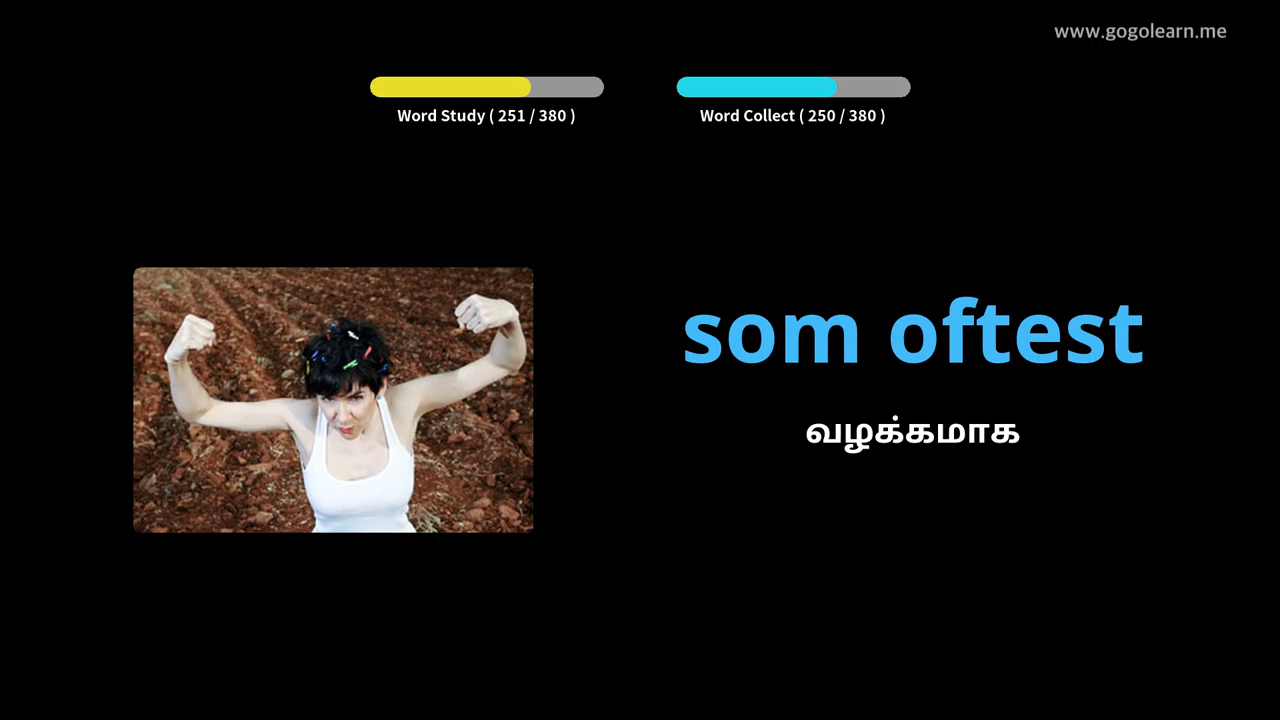 www.gogolearn.me
Word Study ( 251 / 380 )
Word Collect ( 250 / 380 )
som oftest
வழக்கமாக